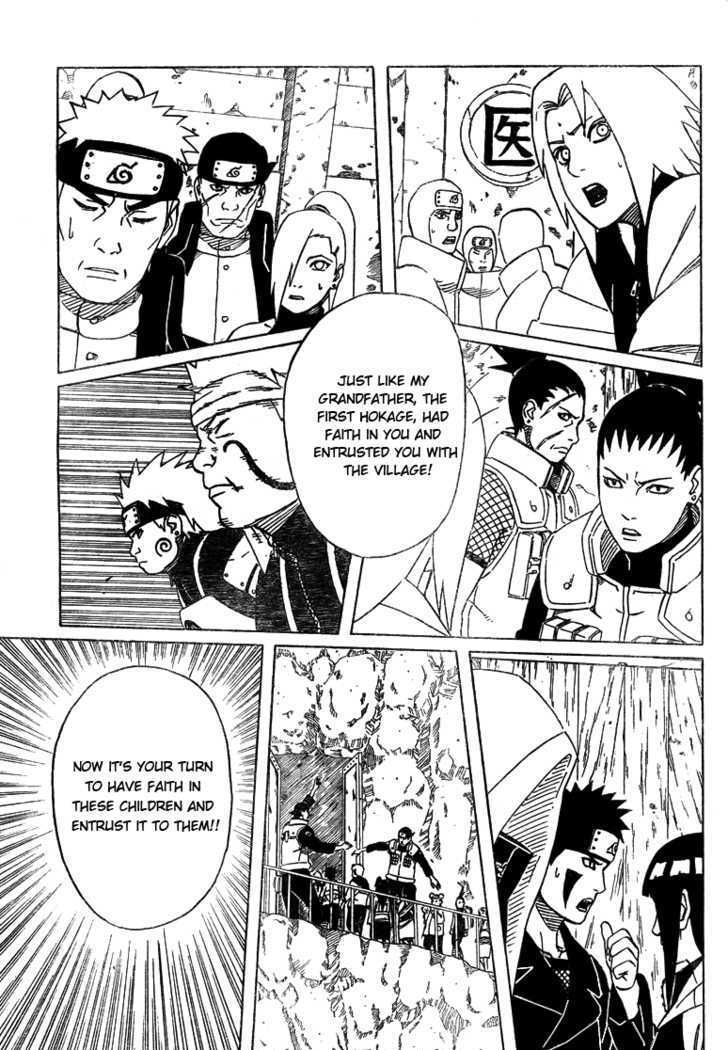 医
JUST LIKE MY
GRANDFATHER, THE
FIRST HOKAGE, HAD
FAITH IN YOU AND
ENTRUSTED YOU WITH
THE VILLAGE!
NOW IT'S YOUR TURN
TO HAVE FAITH IN
THESE CHILDREN AND
ENTRUST IT TO THEM!!